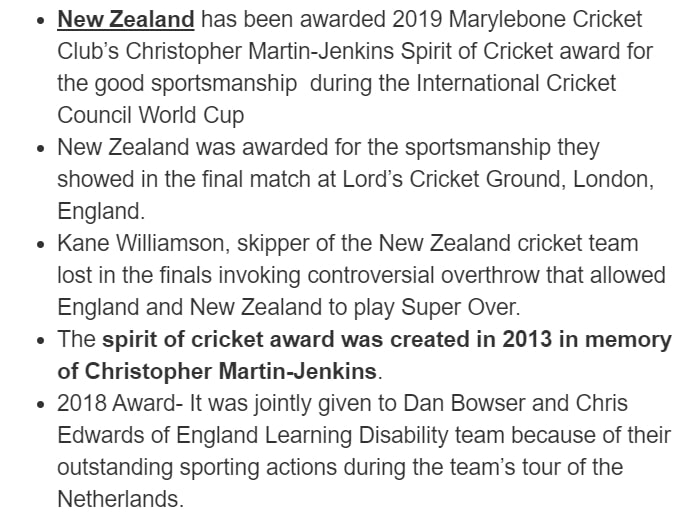 • New Zealand has been awarded 2019 Marylebone Cricket
Club’s Christopher Martin-Jenkins Spirit of Cricket award for
the good sportsmanship  during the International Cricket
Council World Cup
• New Zealand was awarded for the sportsmanship they
showed in the final match at Lord’s Cricket Ground, London,
England.
• Kane Williamson, skipper of the New Zealand cricket team
lost in the finals invoking controversial overthrow that allowed
England and New Zealand to play Super Over.
• The spirit of cricket award was created in 2013 in memory
of Christopher Martin-Jenkins.
• 2018 Award- It was jointly given to Dan Bowser and Chris
Edwards of England Learning Disability team because of their
outstanding sporting actions during the team’s tour of the
Netherlands.